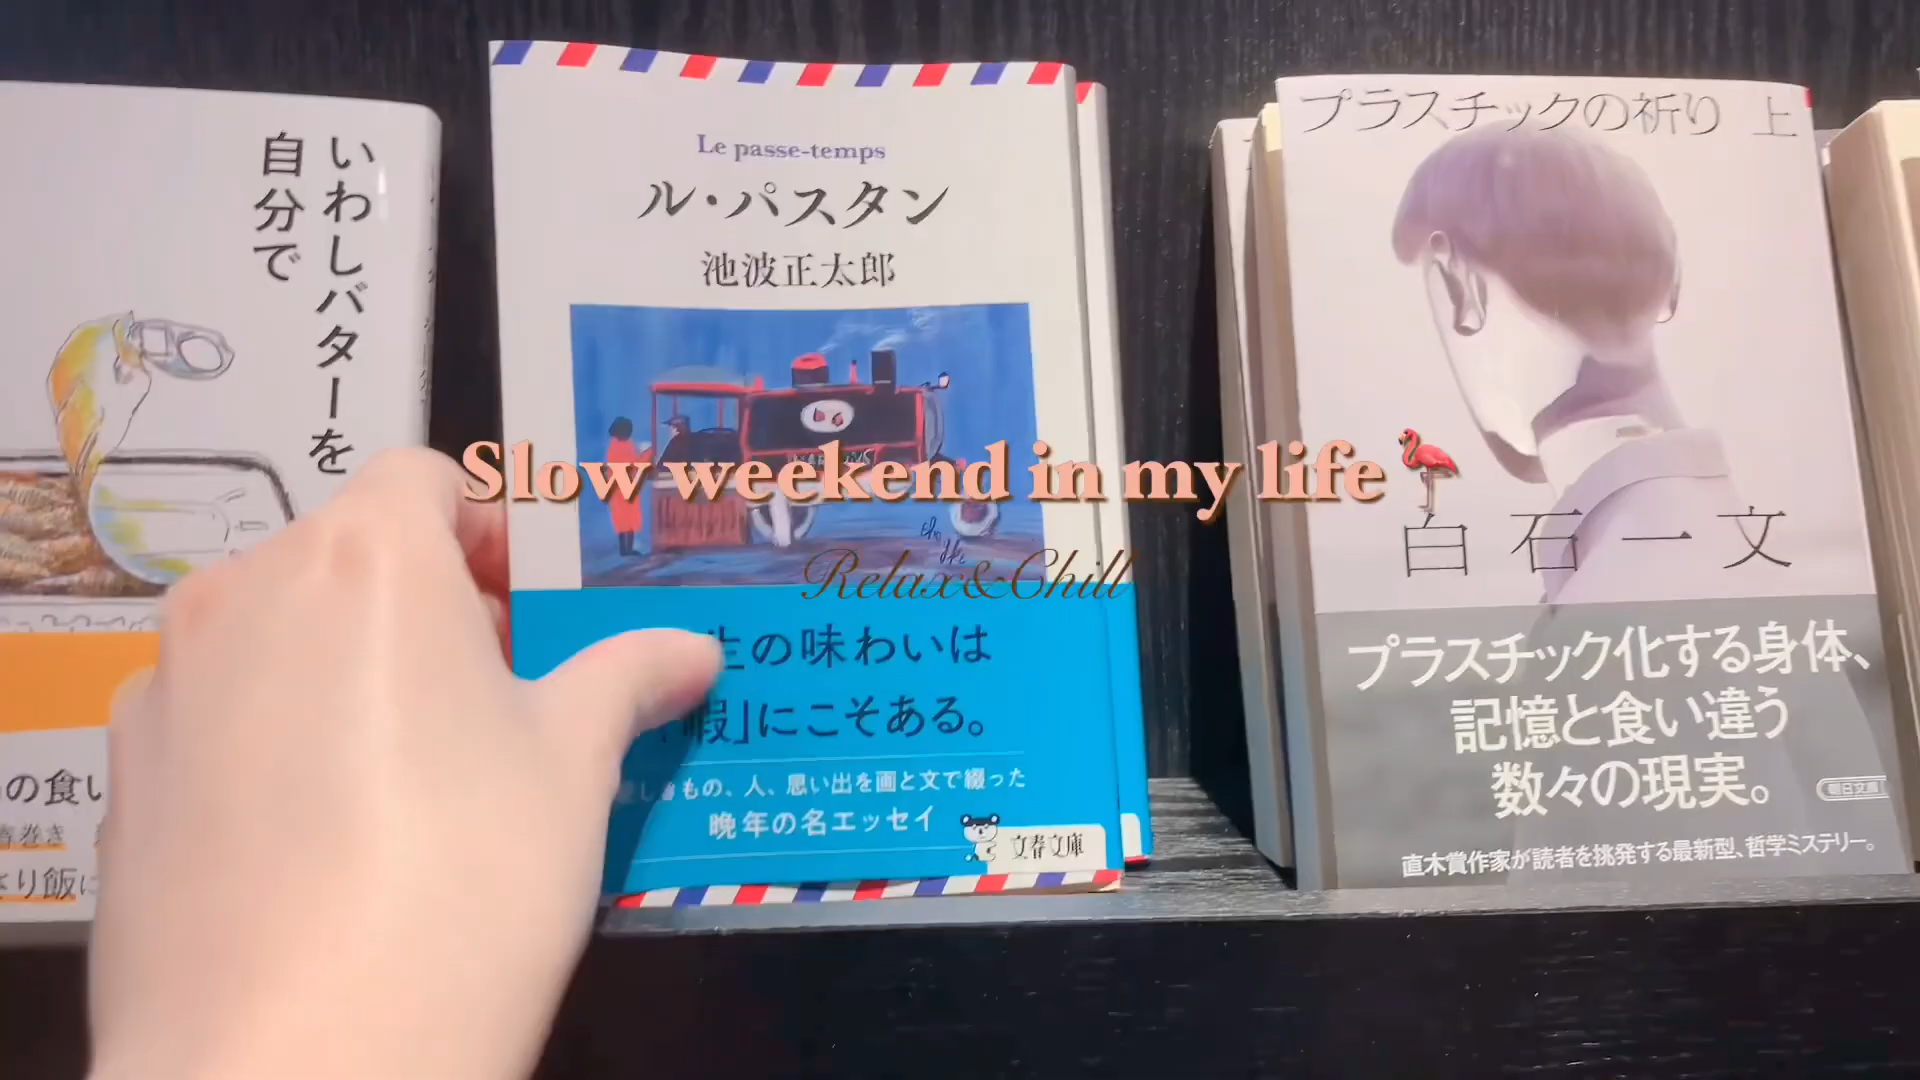 いわしバターを
自分で
の食い
春巻き
り飯に
Le passe-temps
ル・パスタン
池波正太郎
Slow weekend in my life
Relax&Chill
生の味わいは
暇」にこそある。
もの、人、思い出を画と文で綴った
晩年の名エッセイ
文春文庫
プラスチックの祈り 上
白石一文
プラスチック化する身体、
記憶と食い違う
数々の現実。
朝日文庫
直木賞作家が読者を挑発する最新型、哲学ミステリー。